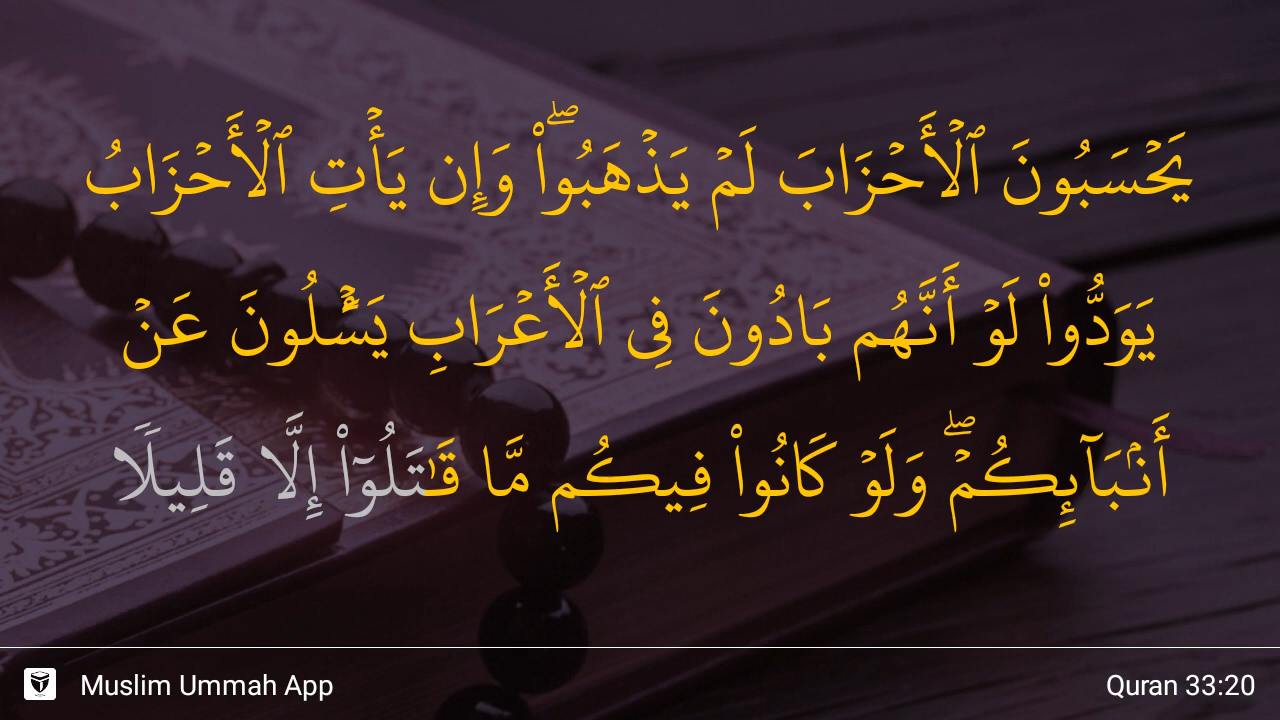 يَحْسَبُونَ ٱلْأَحْزَابَ لَمْ يَذْهَبُوا۟ ۖ وَإِن يَأْتِ ٱلْأَحْزَابُ
يَوَدُّوا۟ لَوْ أَنَّهُم بَادُونَ فِى ٱلْأَعْرَابِ يَسْـَٔلُونَ عَنْ
أَنۢبَآئِكُمْ ۖ وَلَوْ كَانُوا۟ فِيكُم مَّا قَـٰتَلُوٓا۟ إِلَّا قَلِيلًا
Muslim Ummah App
Quran 33:20